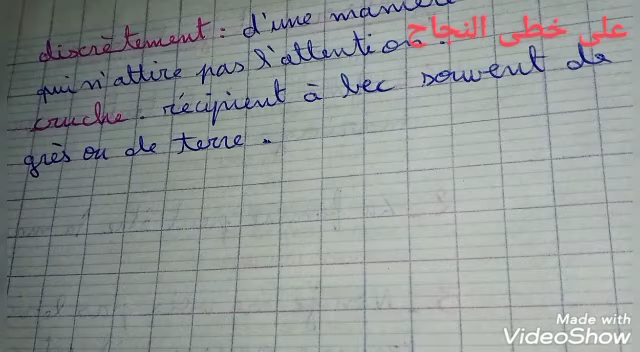 discrètement : d'une
على خطى النجاح
qui n'attire pas l'attention.
cruche. récipient à bec souvent de
grès ou de terre.
Made with
VideoShow